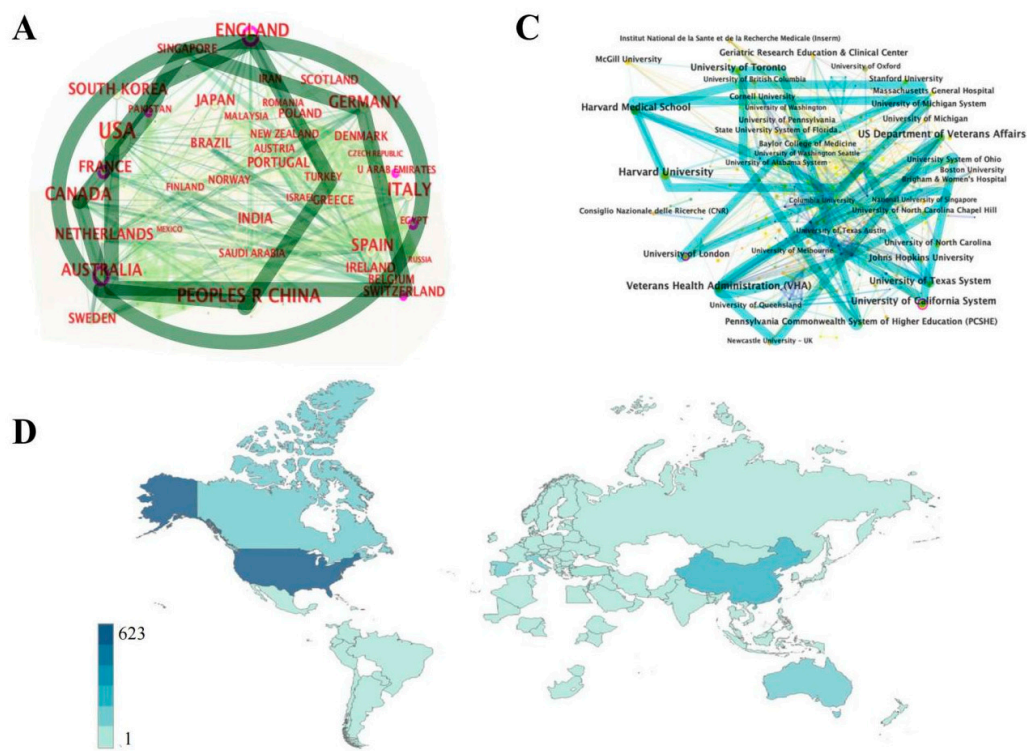 A
ENGLAND
SINGAPORE
IRAN
SCOTLAND
SOUTH KOREA
JAPAN
ROMANIA
GERMANY
PAKISTAN
MALAYSIA
POLAND
USA
NEW ZEALAND
DENMARK
BRAZIL
AUSTRIA
CZECH REPUBLIC
FRANCE
PORTUGAL
U ARAB EMIRATES
CANADA
FINLAND
NORWAY
TURKEY
ITALY
ISRAEL
GREECE
INDIA
EGYPT
NETHERLANDS
MEXICO
SPAIN
SAUDI ARABIA
RUSSIA
AUSTRALIA
IRELAND
BELGIUM
PEOPLES R CHINA
SWITZERLAND
SWEDEN
C
Institut National de la Sante et de la Recherche Medicale (Inserm)
McGill University
Geriatric Research Education & Clinical Center
University of Toronto
University of Oxford
University of British Columbia
Stanford University
Cornell University
Massachusetts General Hospital
Harvard Medical School
University of Washington
University of Michigan System
University of Pennsylvania
University of Michigan
State University System of Florida
US Department of Veterans Affairs
Baylor College of Medicine
University of Washington Seattle
University of Alabama System
University System of Ohio
Harvard University
Boston University
Brigham & Women's Hospital
Columbia University
National University of Singapore
Consiglio Nazionale delle Ricerche (CNR)
University of North Carolina Chapel Hill
University of Texas Austin
University of London
University of Melbourne
University of North Carolina
Johns Hopkins University
Veterans Health Administration (VHA)
University of Texas System
University of Queensland
University of California System
Pennsylvania Commonwealth System of Higher Education (PCSHE)
Newcastle University - UK
D
623
1